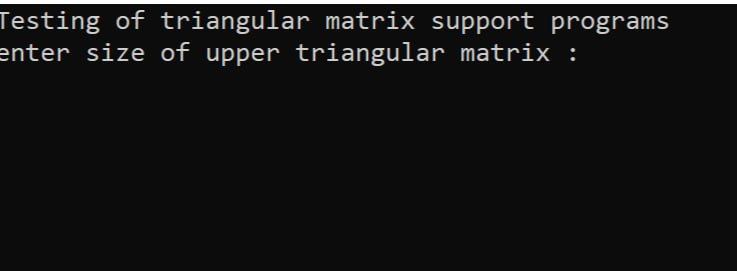 Testing of triangular matrix support programs
enter size of upper triangular matrix :